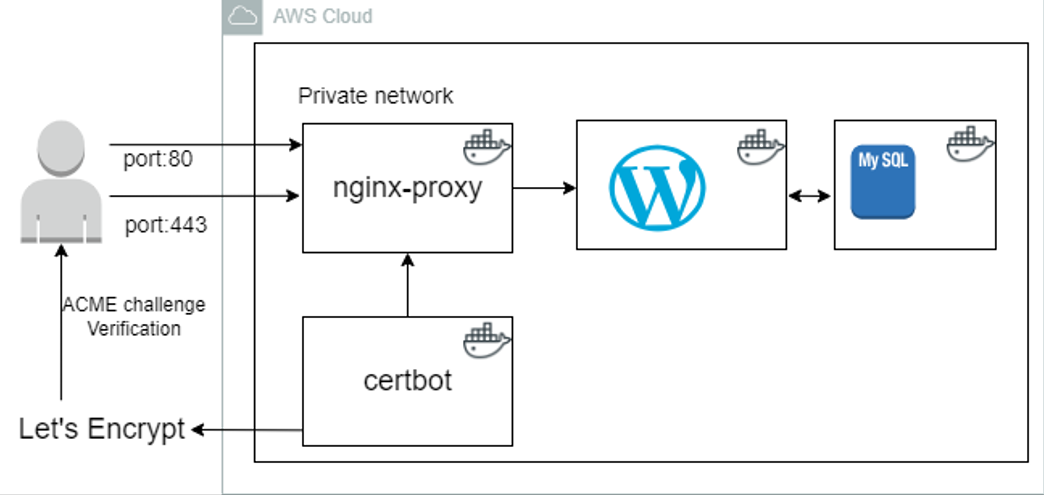 AWS Cloud
Private network
port:80
port:443
nginx-proxy
W
My SQL
ACME challenge
Verification
certbot
Let's Encrypt